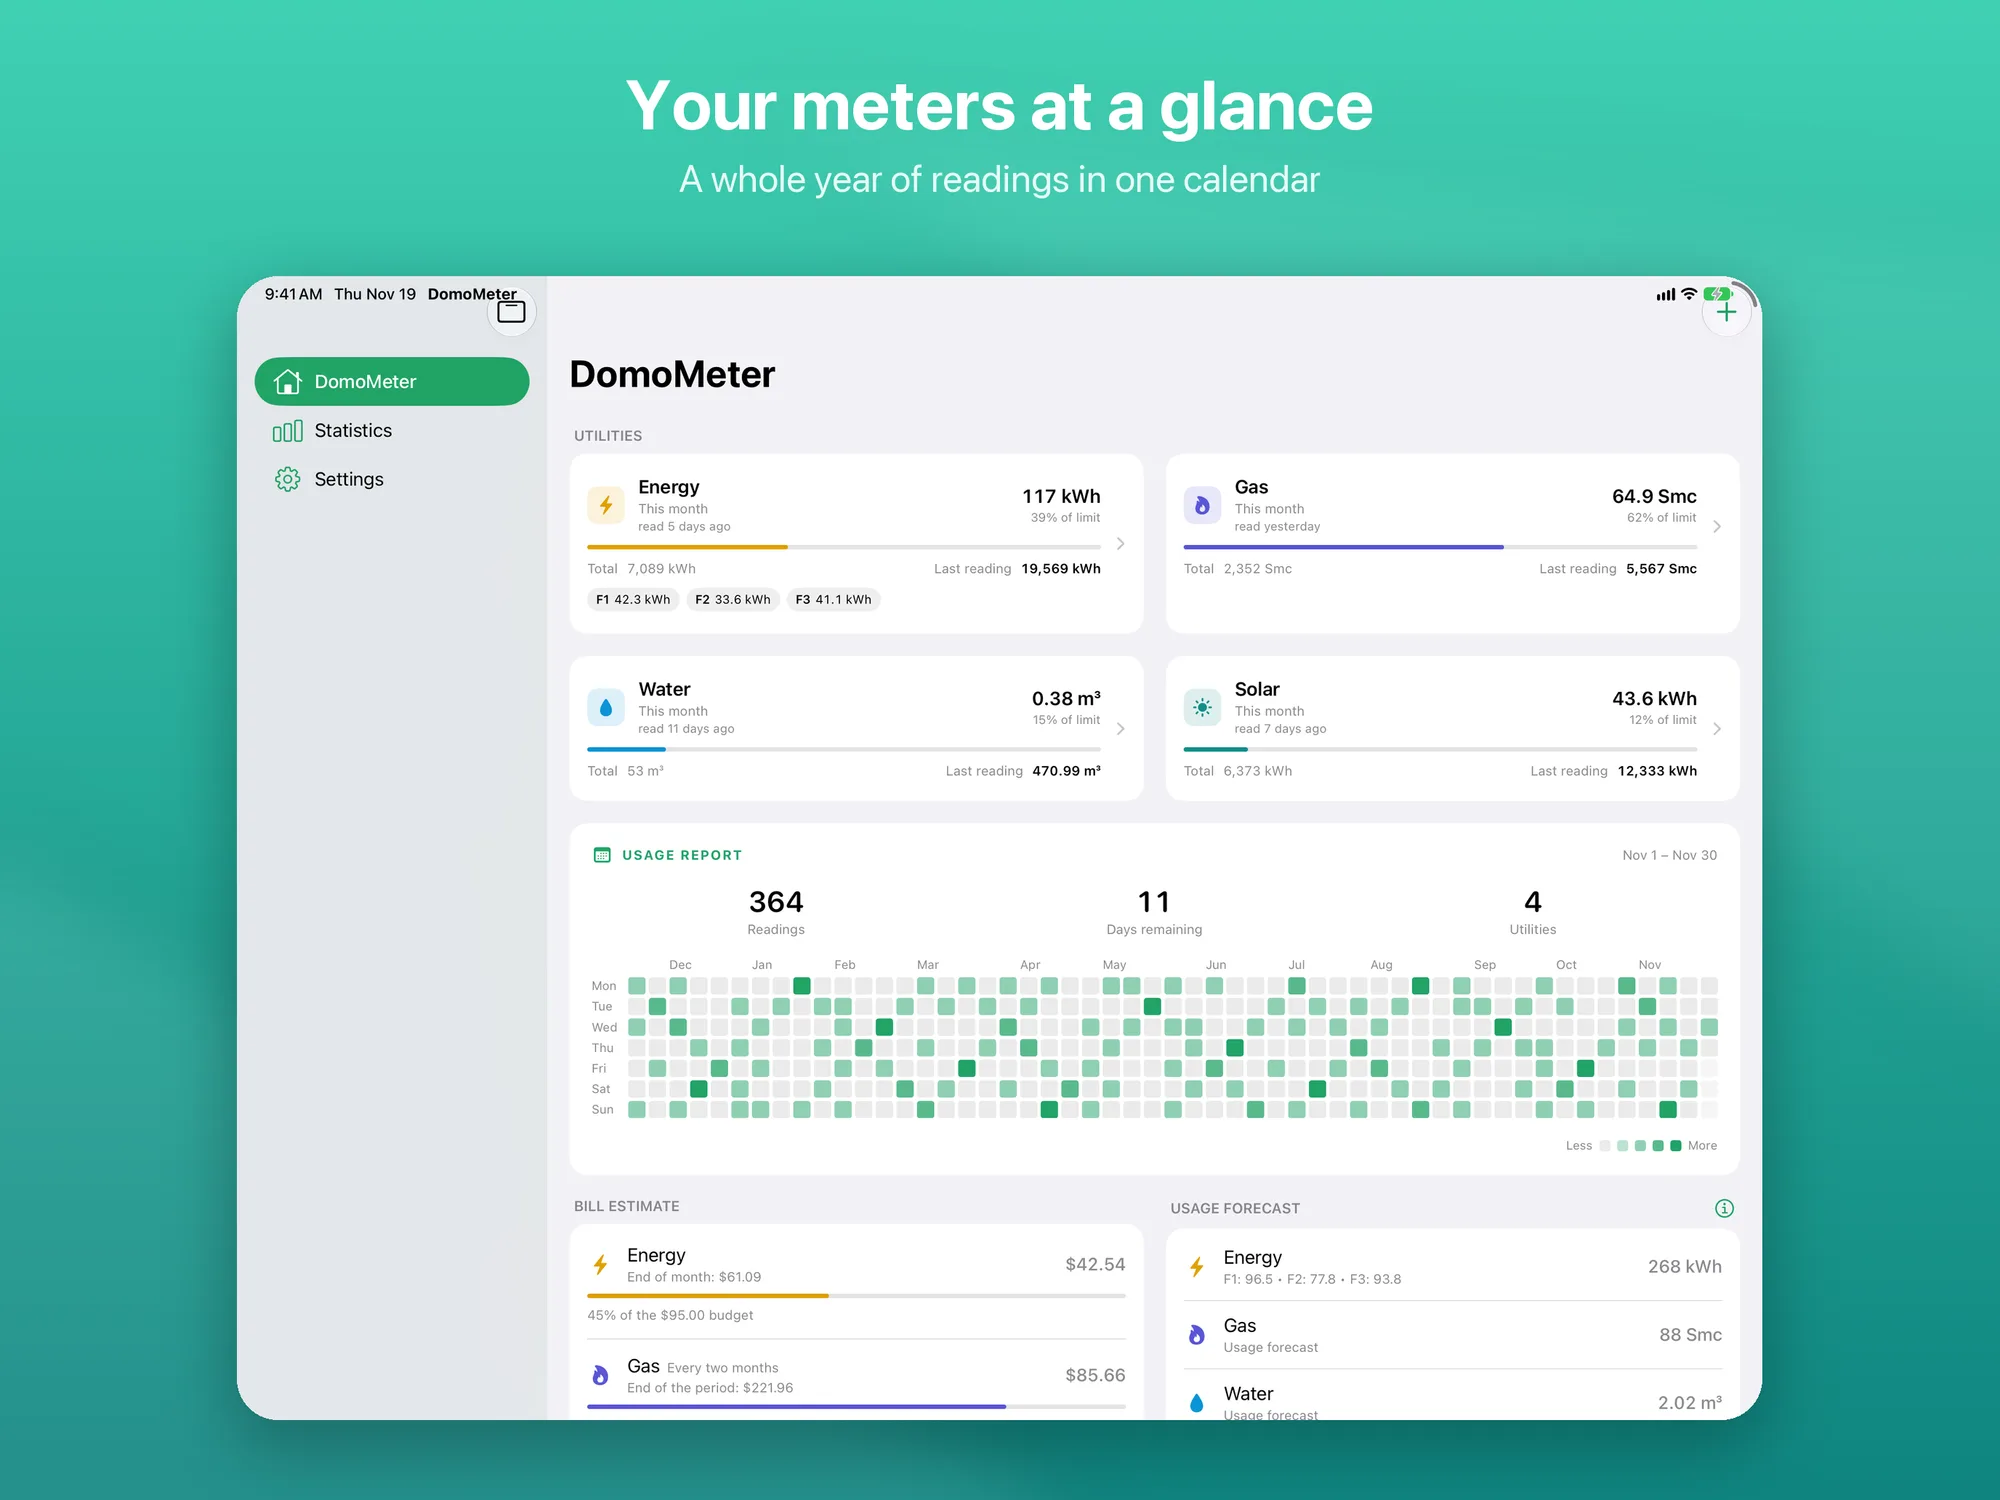 Your meters at a glance
A whole year of readings in one calendar
9:41 AM Thu Nov 19 DomoMeter
DomoMeter
Statistics
Settings
DomoMeter
UTILITIES
Energy
This month
read 5 days ago
117 kWh
39% of limit
Total 7,089 kWh
Last reading 19,569 kWh
F1 42.3 kWh F2 33.6 kWh F3 41.1 kWh
Gas
This month
read yesterday
64.9 Smc
62% of limit
Total 2,352 Smc
Last reading 5,567 Smc
Water
This month
read 11 days ago
0.38 m³
15% of limit
Total 53 m³
Last reading 470.99 m³
Solar
This month
read 7 days ago
43.6 kWh
12% of limit
Total 6,373 kWh
Last reading 12,333 kWh
USAGE REPORT
Nov 1 – Nov 30
364
Readings
11
Days remaining
4
Utilities
Dec Jan Feb Mar Apr May Jun Jul Aug Sep Oct Nov
Mon
Tue
Wed
Thu
Fri
Sat
Sun
Less More
BILL ESTIMATE
Energy
End of month: $61.09
$42.54
45% of the $95.00 budget
Gas Every two months
End of the period: $221.96
$85.66
USAGE FORECAST
Energy
F1: 96.5 • F2: 77.8 • F3: 93.8
268 kWh
Gas
Usage forecast
88 Smc
Water
Usage forecast
2.02 m³